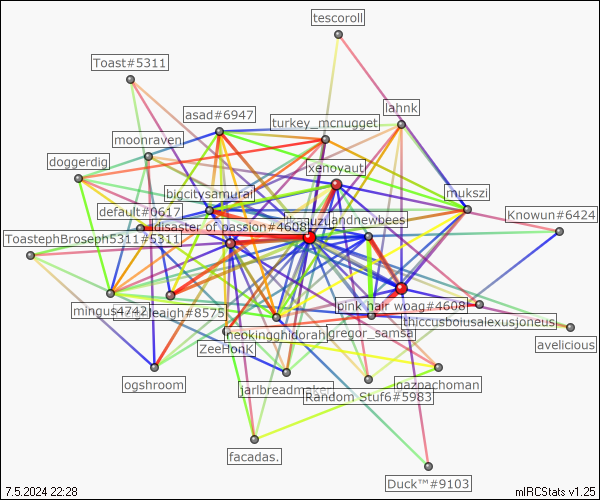 tescoroll
Toast#5311
asad#6947
lahnk
turkey_mcnugget
moonraven
doggerdig
xenoyaut
bigcitysamurai
mukszi
default#0617
andnewbees
Knowun#6424
disaster of passion#4608
ToastephBroseph5311#5311
mingus4742
leaigh#8575
pink hair woag#4608
thiccusboiusalexusjoneus
neokingghidorah
gregor_samsa
avelicious
ZeeHonK
ogshroom
jarlbreadmaker
gazpachoman
Random Stuf6#5983
facadas.
Duck™#9103
7.5.2024 22:28
mIRCStats v1.25